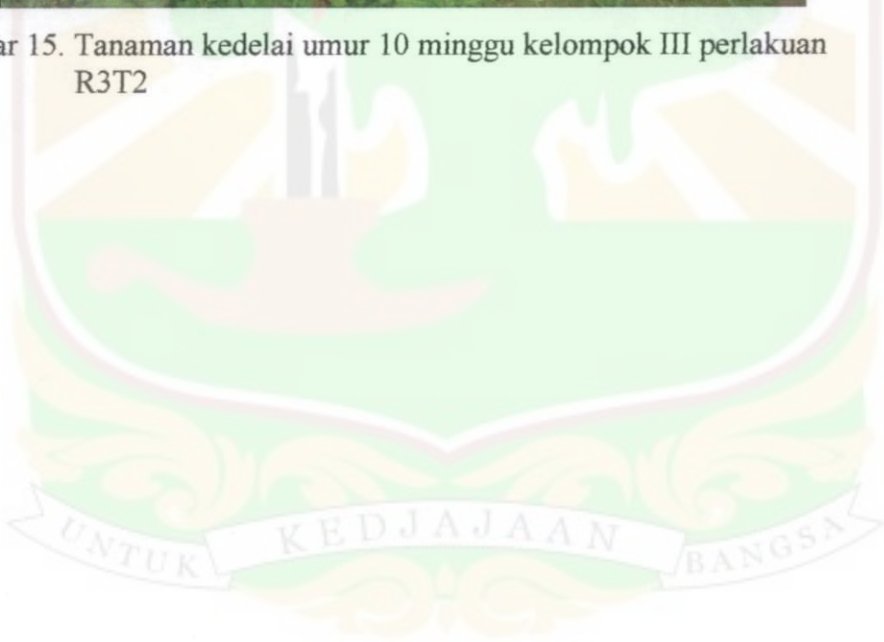 ar 15. Tanaman kedelai umur 10 minggu kelompok III perlakuan
R3T2
UNTUK KEDJAJAAN BANGSA